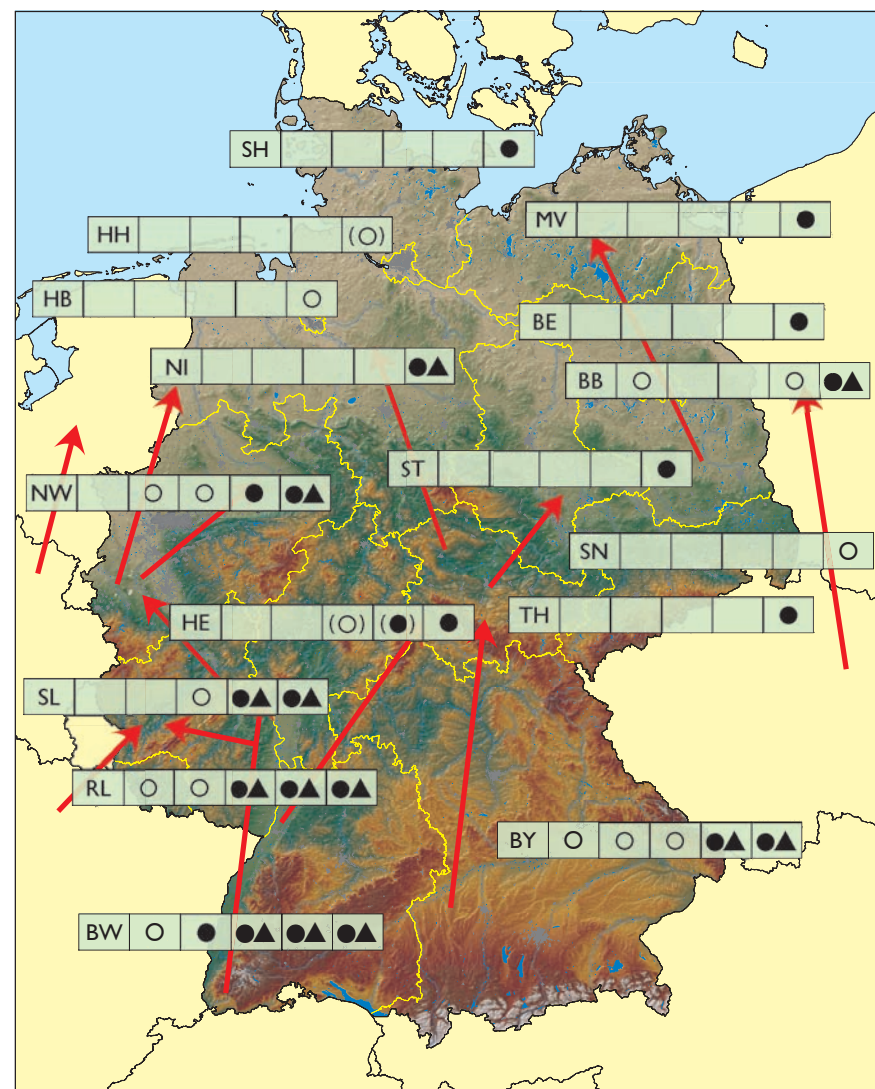 SH ●
HH (○)
MV ●
HB ○
BE ●
NI ●▲
BB ○ ○ ●▲
ST ●
NW ○ ○ ● ●▲
SN ○
HE (○) (●) ●
TH ●
SL ○ ●▲ ●▲
RL ○ ○ ●▲ ●▲ ●▲
BY ○ ○ ○ ●▲ ●▲
BW ○ ● ●▲ ●▲ ●▲